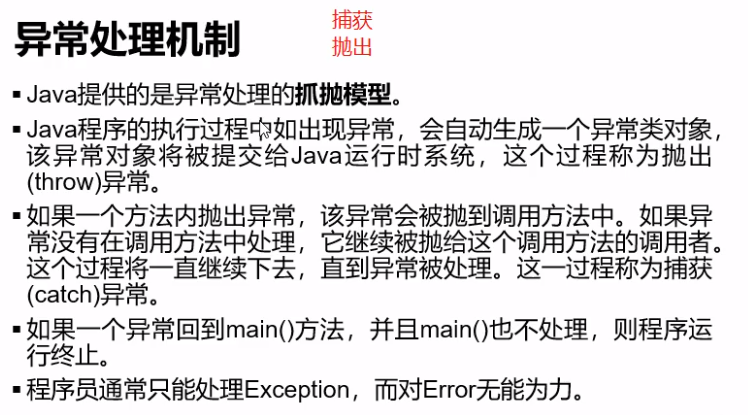 异常处理机制
捕获
抛出
▪ Java提供的是异常处理的抓抛模型。
▪ Java程序的执行过程中如出现异常，会自动生成一个异常类对象，
该异常对象将被提交给Java运行时系统，这个过程称为抛出
(throw)异常。
▪ 如果一个方法内抛出异常，该异常会被抛到调用方法中。如果异
常没有在调用方法中处理，它继续被抛给这个调用方法的调用者。
这个过程将一直继续下去，直到异常被处理。这一过程称为捕获
(catch)异常。
▪ 如果一个异常回到main()方法，并且main()也不处理，则程序运
行终止。
▪ 程序员通常只能处理Exception，而对Error无能为力。